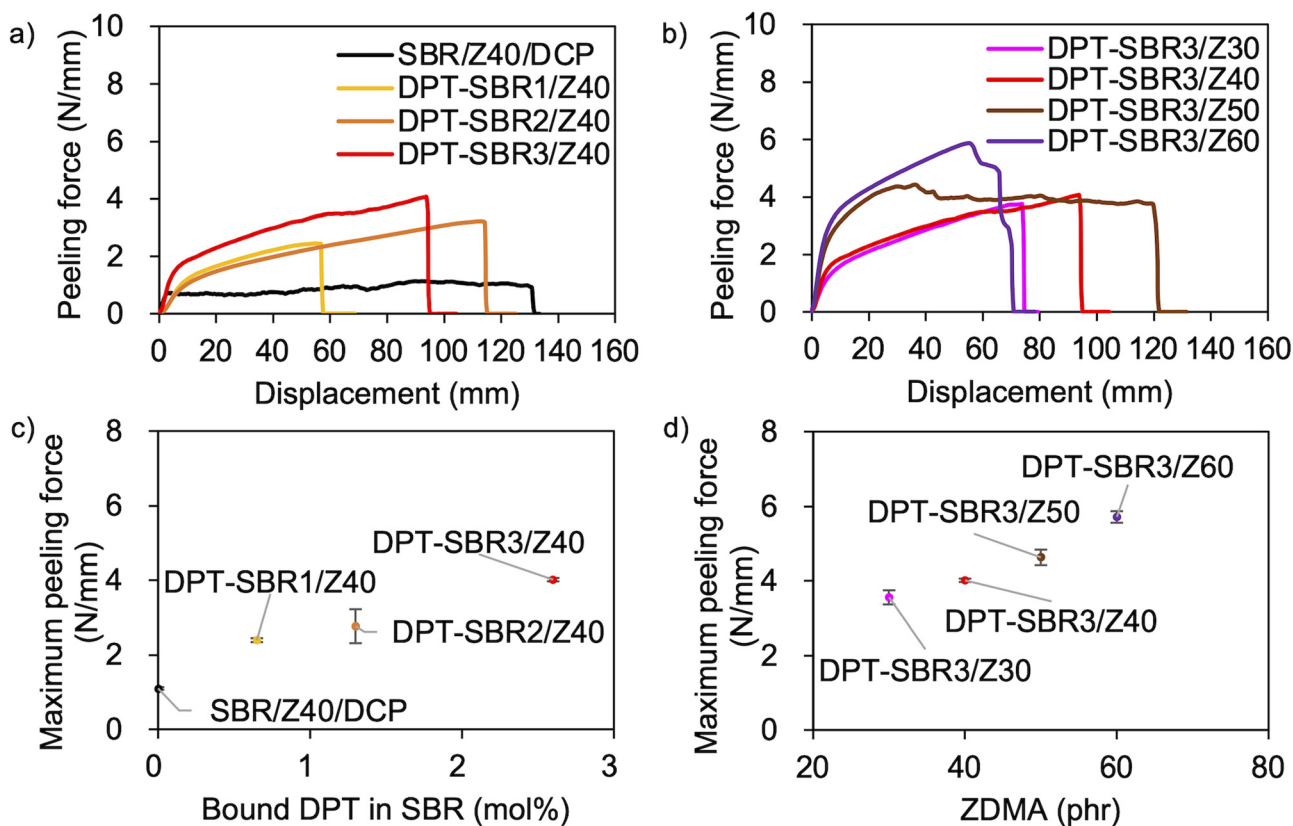 a)
10
8
6
4
2
0
Peeling force (N/mm)
SBR/Z40/DCP
DPT-SBR1/Z40
DPT-SBR2/Z40
DPT-SBR3/Z40
0 20 40 60 80 100 120 140 160
Displacement (mm)
b)
10
8
6
4
2
0
Peeling force (N/mm)
DPT-SBR3/Z30
DPT-SBR3/Z40
DPT-SBR3/Z50
DPT-SBR3/Z60
0 20 40 60 80 100 120 140 160
Displacement (mm)
c)
8
6
4
2
0
Maximum peeling force
(N/mm)
DPT-SBR3/Z40
DPT-SBR1/Z40
DPT-SBR2/Z40
SBR/Z40/DCP
0 1 2 3
Bound DPT in SBR (mol%)
d)
8
6
4
2
0
Maximum peeling force
(N/mm)
DPT-SBR3/Z60
DPT-SBR3/Z50
DPT-SBR3/Z40
DPT-SBR3/Z30
20 40 60 80
ZDMA (phr)